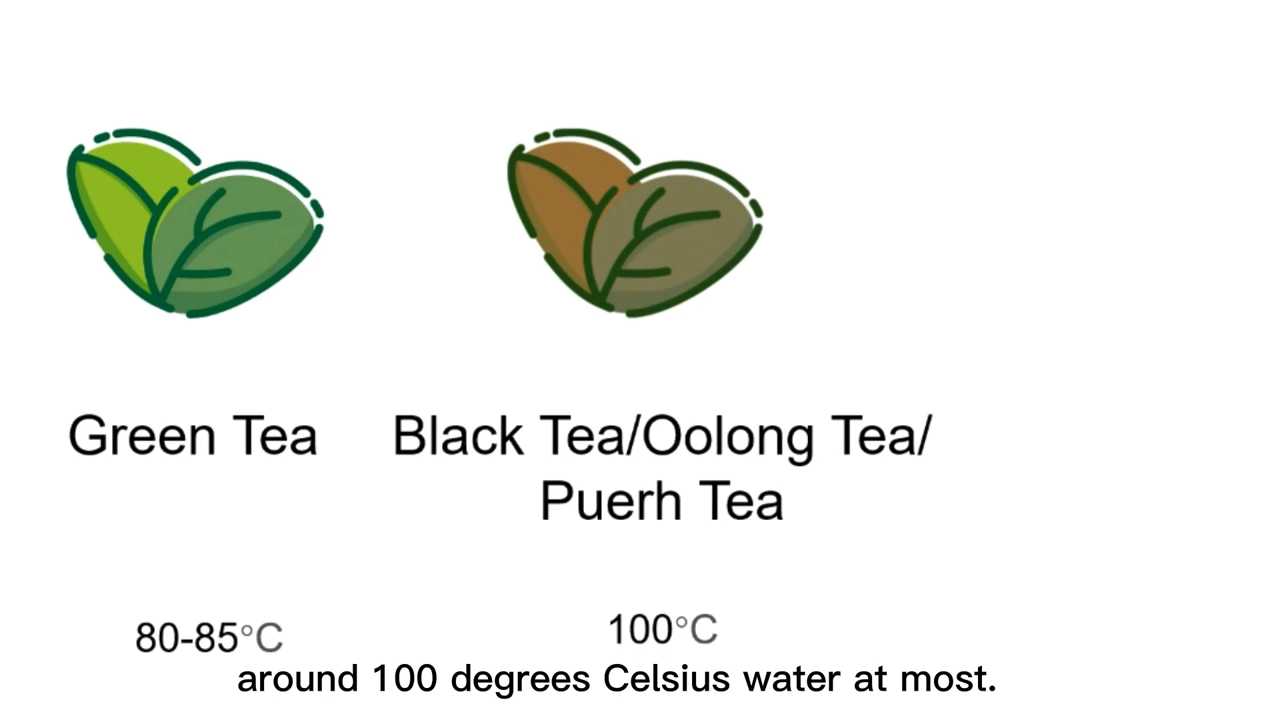 Green Tea
Black Tea/Oolong Tea/
Puerh Tea
80-85°C
100°C
around 100 degrees Celsius water at most.